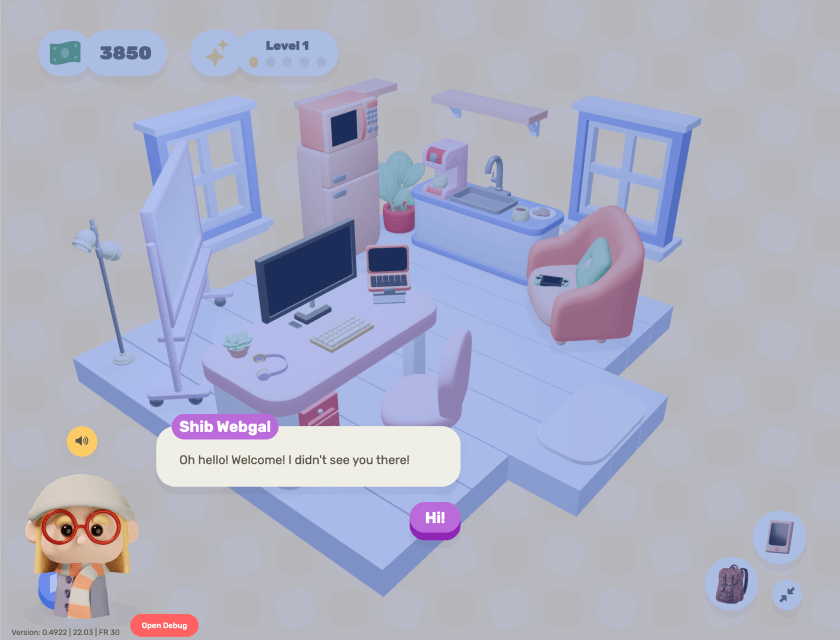 3850
Level 1
Shib Webgal
Oh hello! Welcome! I didn't see you there!
Hi!
Open Debug
Version: 0.4922 | 22.03 | FR 30